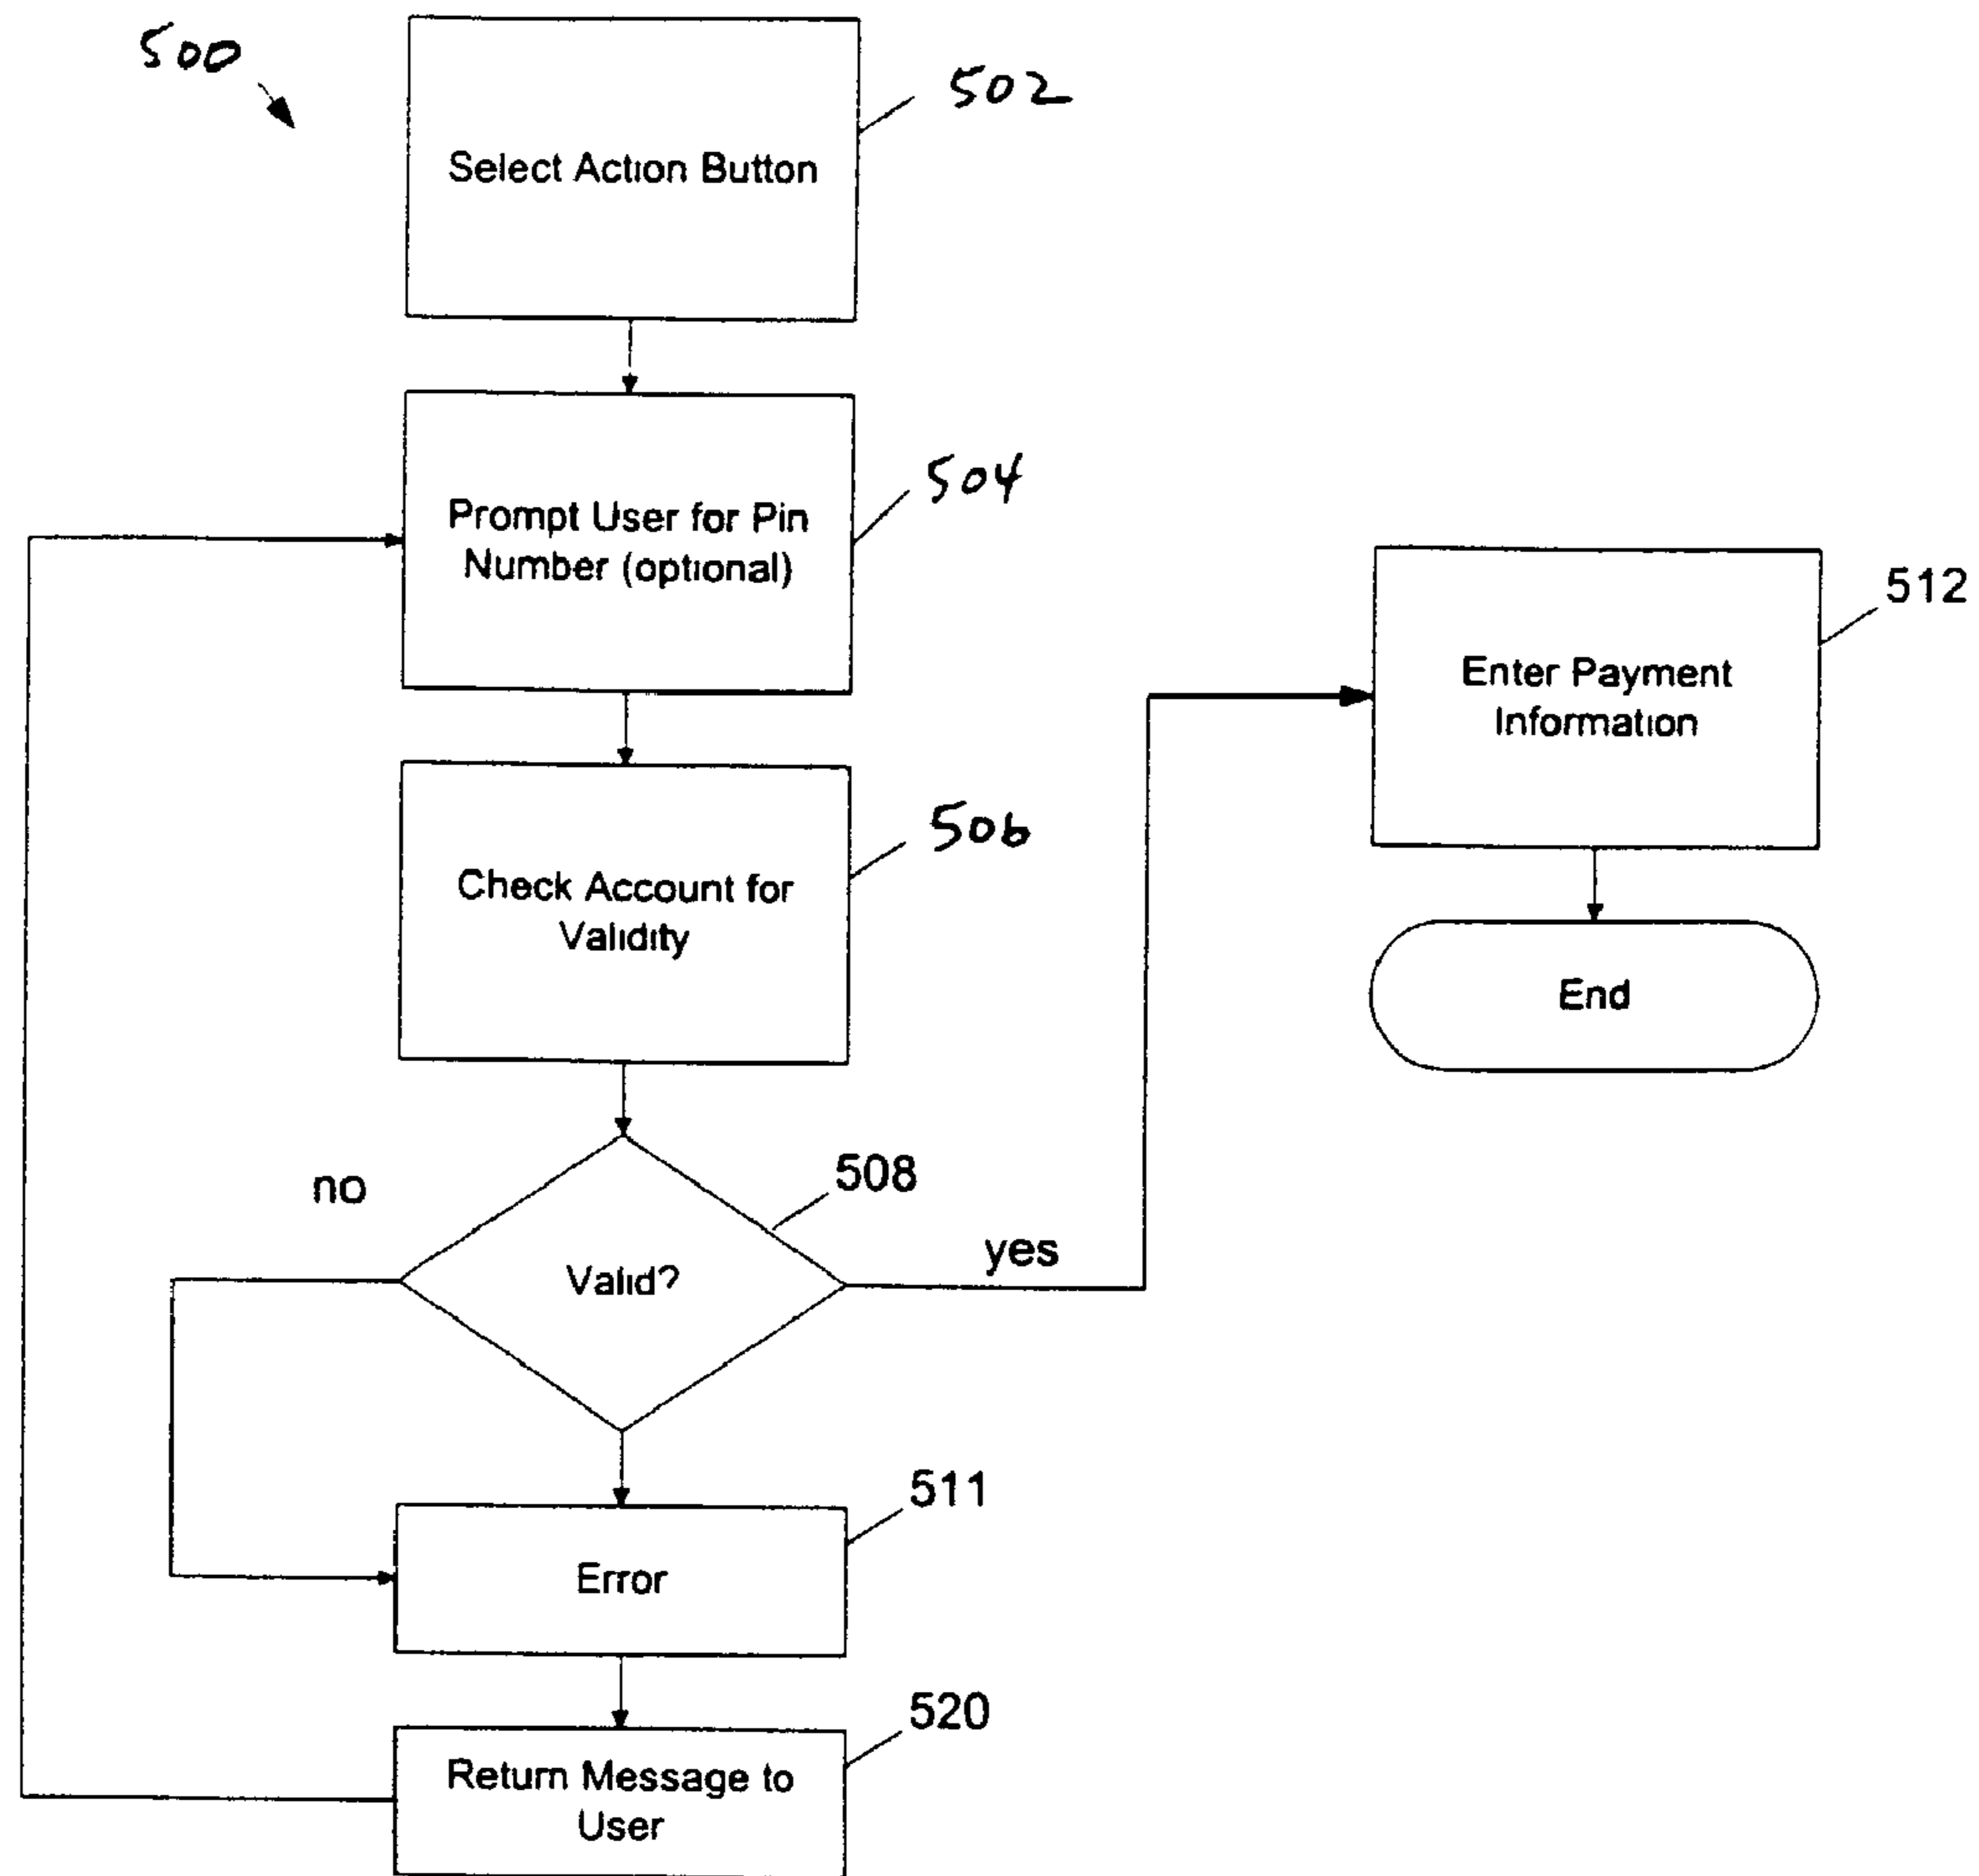 500
502
Select Action Button
504
Prompt User for Pin
Number (optional)
512
Enter Payment
Information
506
Check Account for
Validity
End
no
508
yes
Valid?
511
Error
520
Return Message to
User